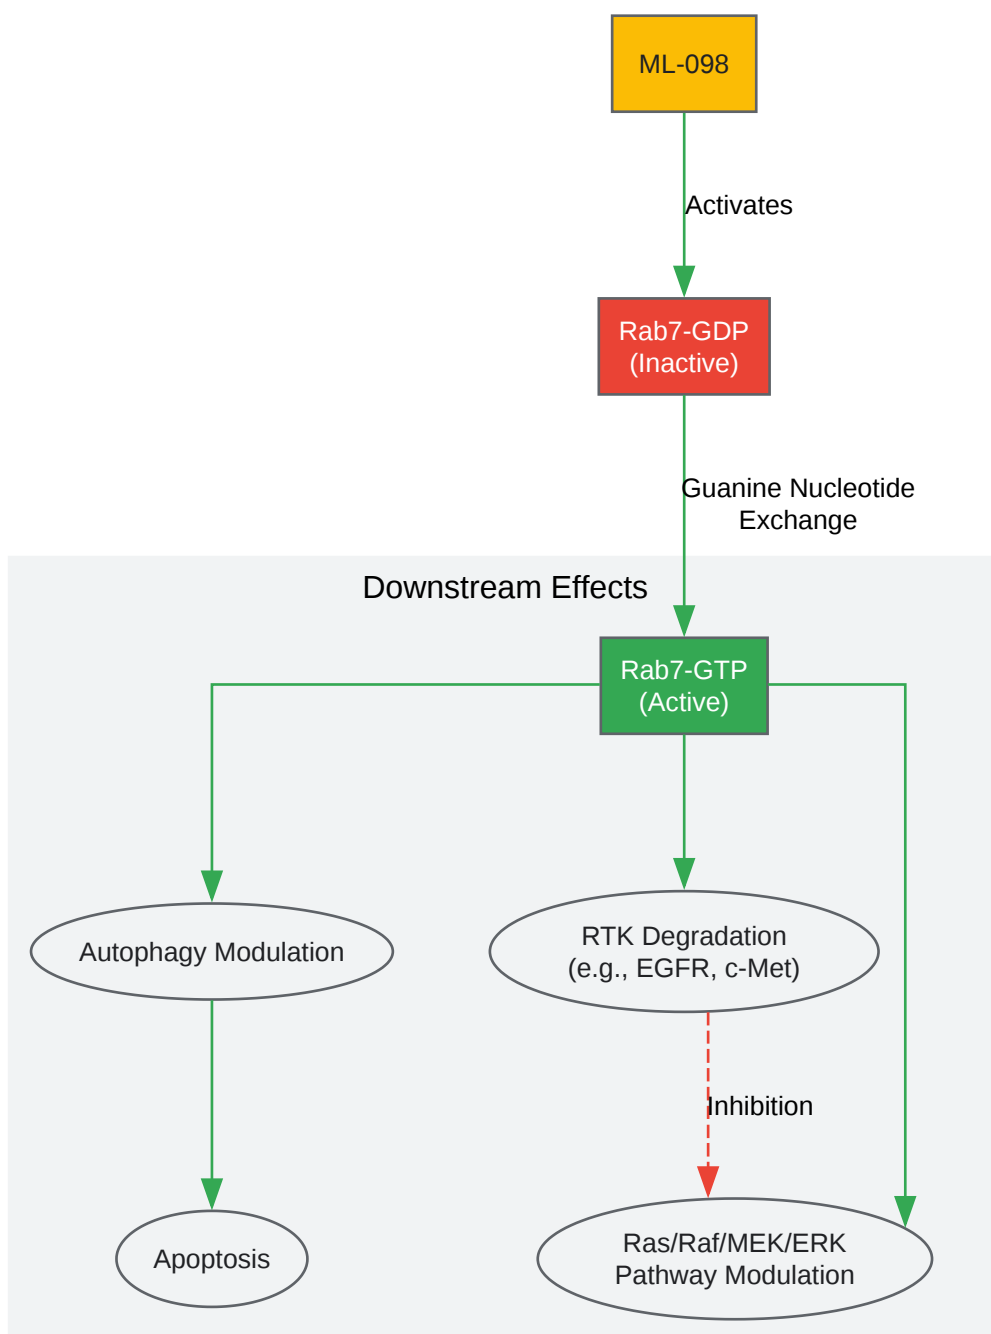 ML-098
Activates
Rab7-GDP
(Inactive)
Guanine Nucleotide
Exchange
Downstream Effects
Rab7-GTP
(Active)
Autophagy Modulation
RTK Degradation
(e.g., EGFR, c-Met)
Inhibition
Apoptosis
Ras/Raf/MEK/ERK
Pathway Modulation